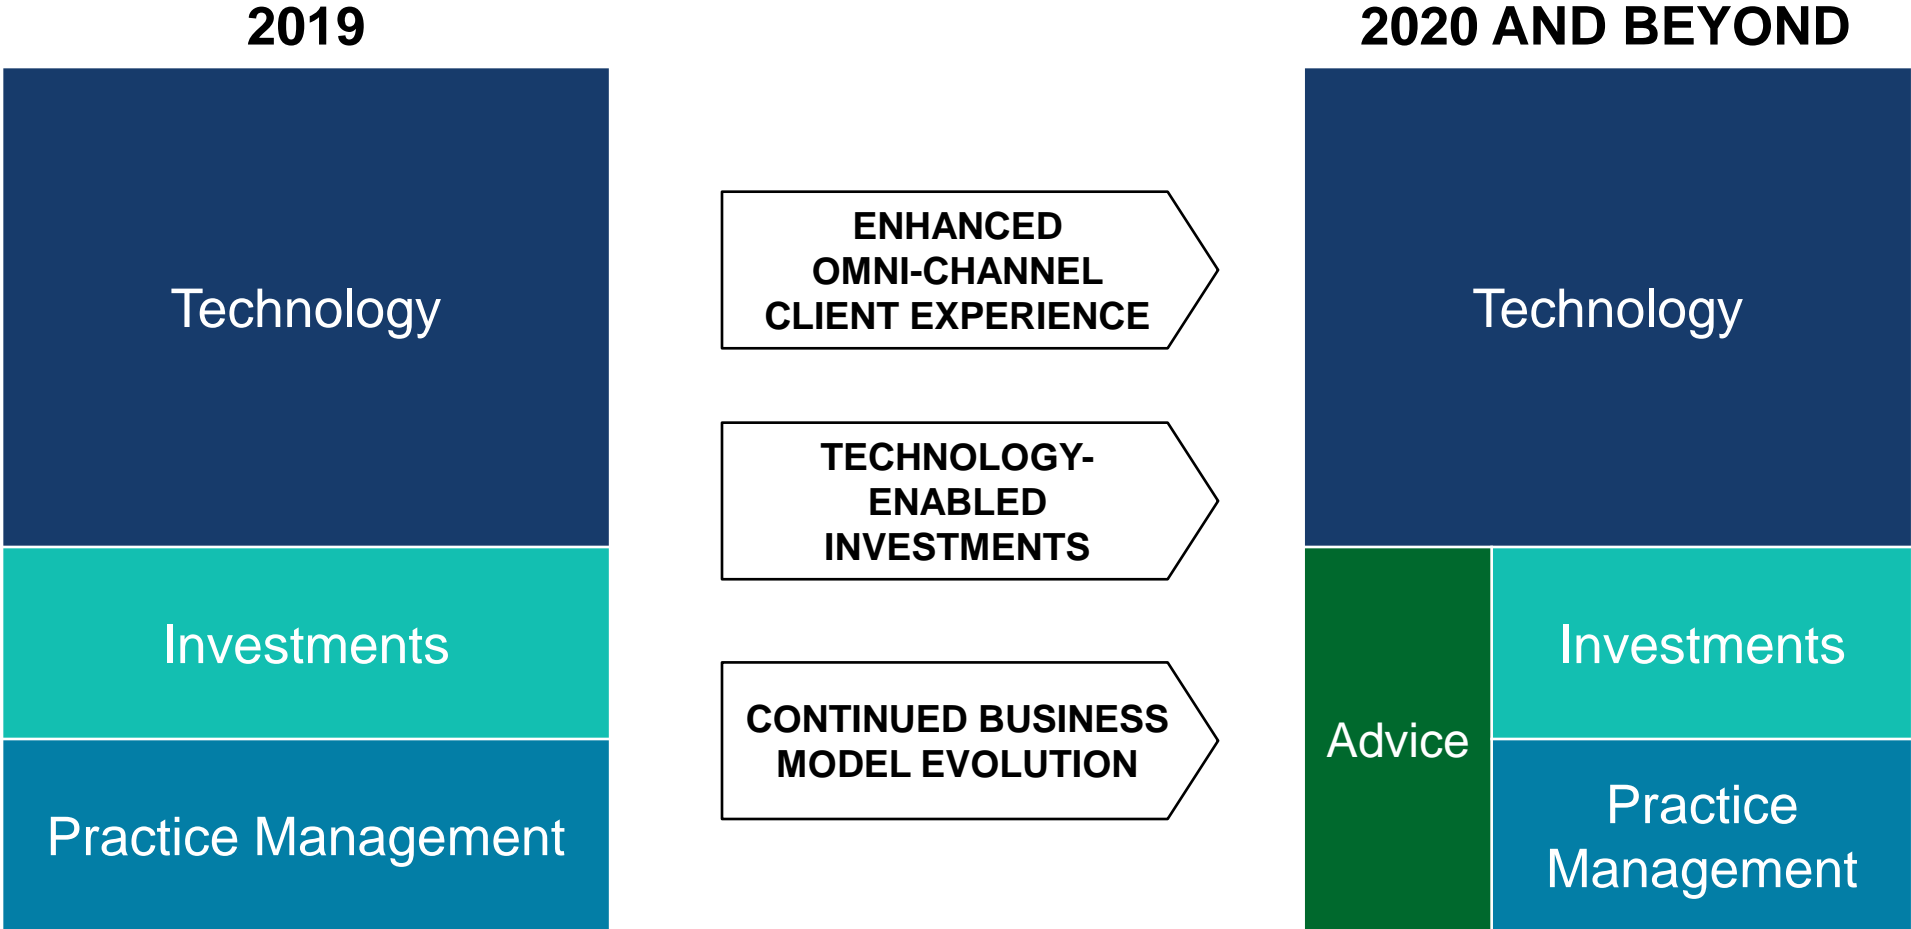 2019
Technology
Investments
Practice Management
ENHANCED
OMNI-CHANNEL
CLIENT EXPERIENCE
TECHNOLOGY-
ENABLED
INVESTMENTS
CONTINUED BUSINESS
MODEL EVOLUTION
2020 AND BEYOND
Technology
Advice
Investments
Practice
Management